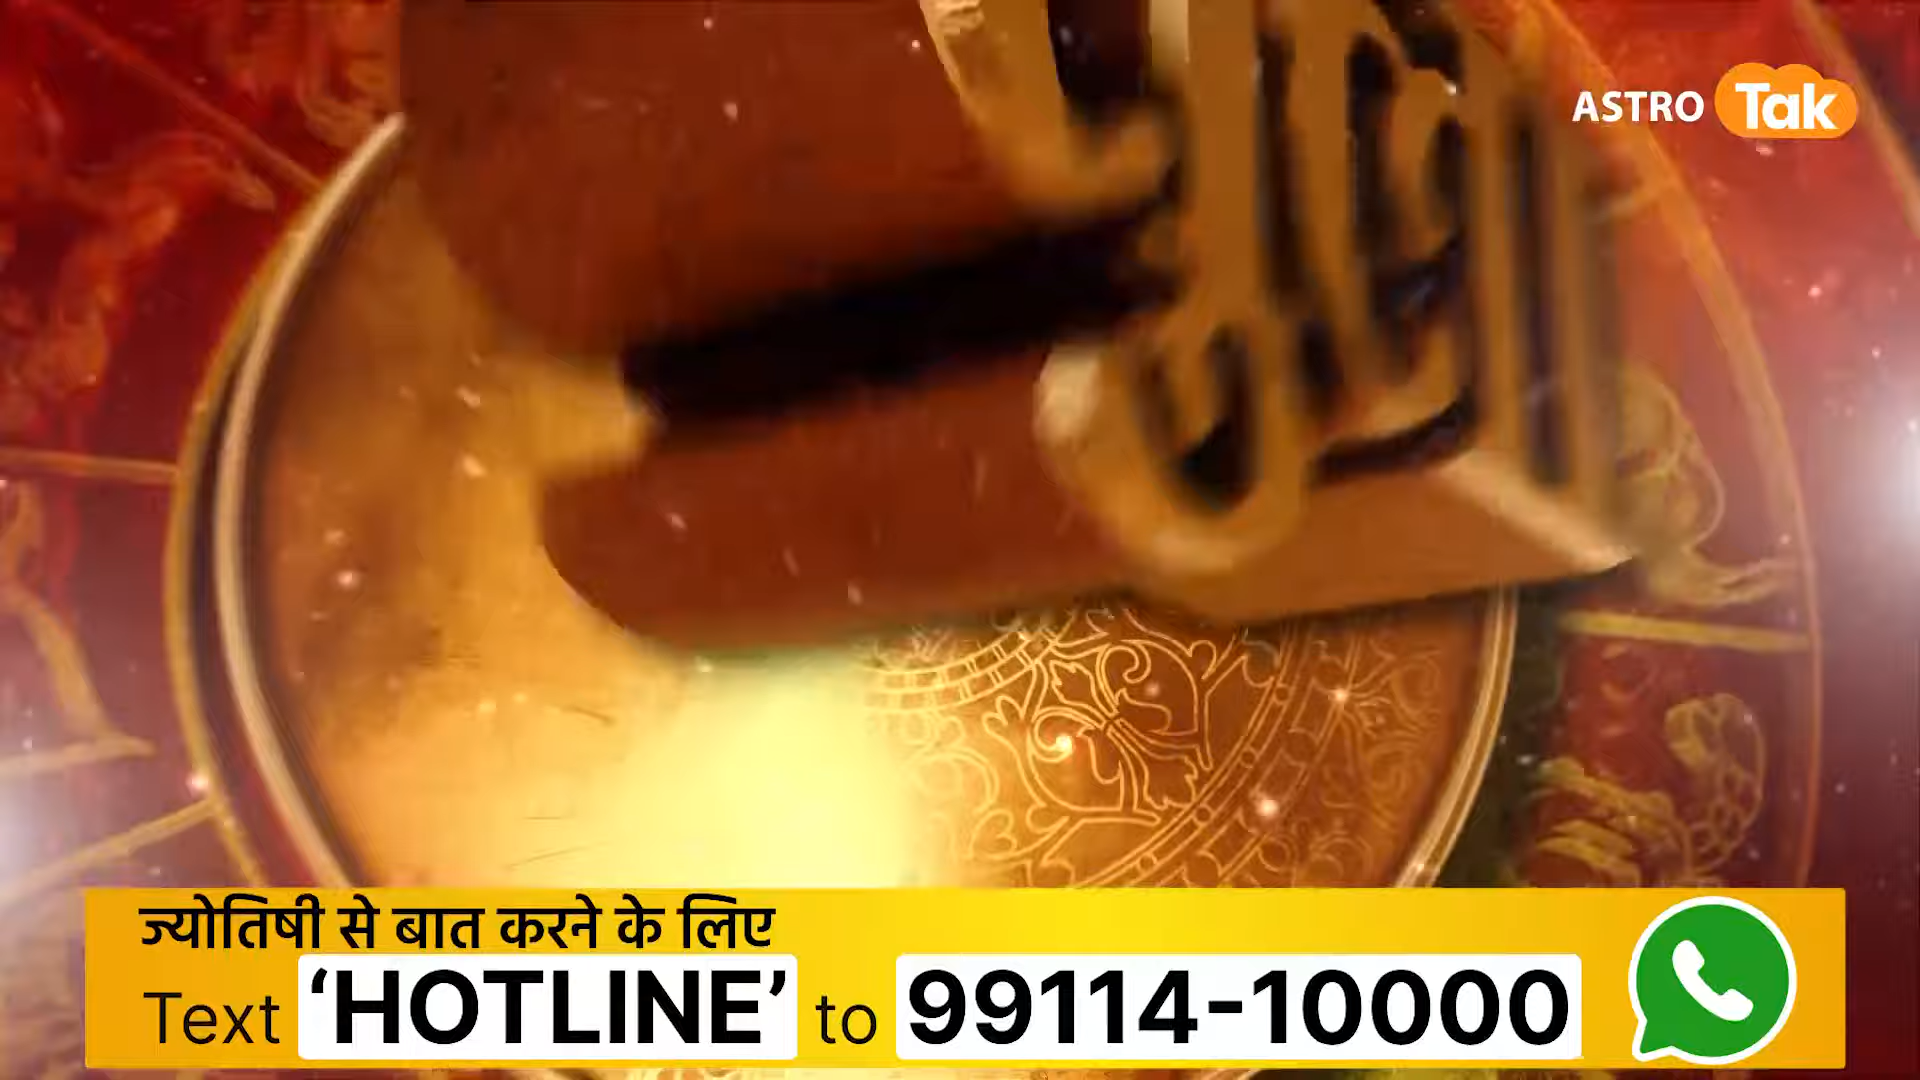 ASTRO Tak
ज्योतिषी से बात करने के लिए
Text ‘HOTLINE’ to 99114-10000